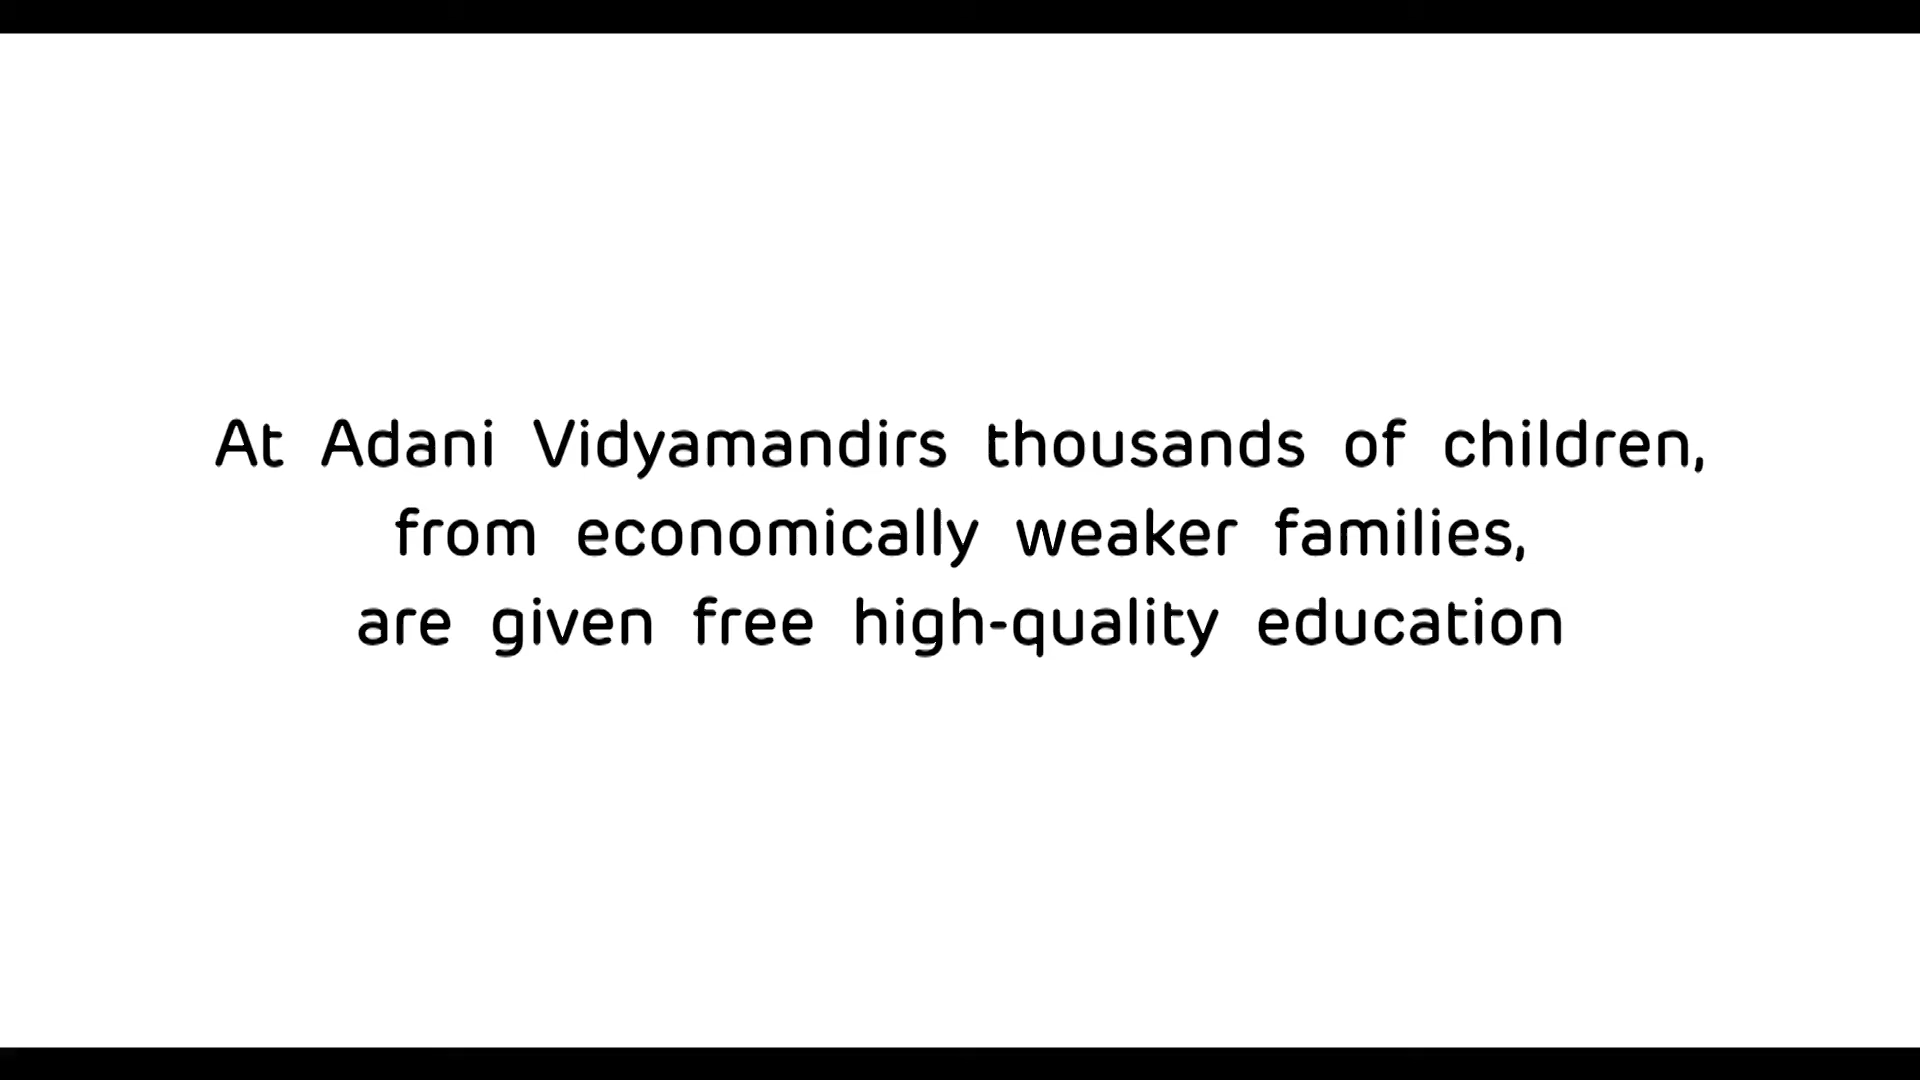 At Adani Vidyamandirs thousands of children,
from economically weaker families,
are given free high-quality education